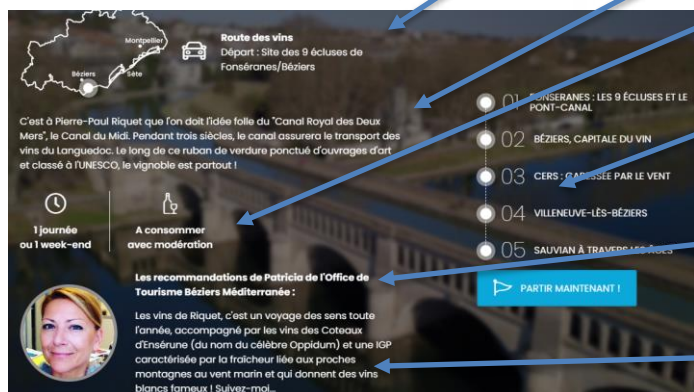 Montpellier
Béziers
Sète
Route des vins
Départ : Site des 9 écluses de
Fonséranes/Béziers
C'est à Pierre-Paul Riquet que l'on doit l'idée folle du "Canal Royal des Deux
Mers", le Canal du Midi. Pendant trois siècles, le canal assurera le transport des
vins du Languedoc. Le long de ce ruban de verdure ponctué d'ouvrages d'art
et classé à l'UNESCO, le vignoble est partout !
1 journée
ou 1 week-end
A consommer
avec modération
Les recommandations de Patricia de l'Office de
Tourisme Béziers Méditerranée :
Les vins de Riquet, c'est un voyage des sens toute
l'année, accompagné par les vins des Coteaux
d'Ensérune (du nom du célèbre Oppidum) et une IGP
caractérisée par la fraîcheur liée aux proches
montagnes au vent marin et qui donnent des vins
blancs fameux ! Suivez-moi...
01 FONSERANES : LES 9 ÉCLUSES ET LE
PONT-CANAL
02 BÉZIERS, CAPITALE DU VIN
03 CERS : CARESSÉE PAR LE VENT
04 VILLENEUVE-LÈS-BÉZIERS
05 SAUVIAN À TRAVERS LES ÂGES
PARTIR MAINTENANT !